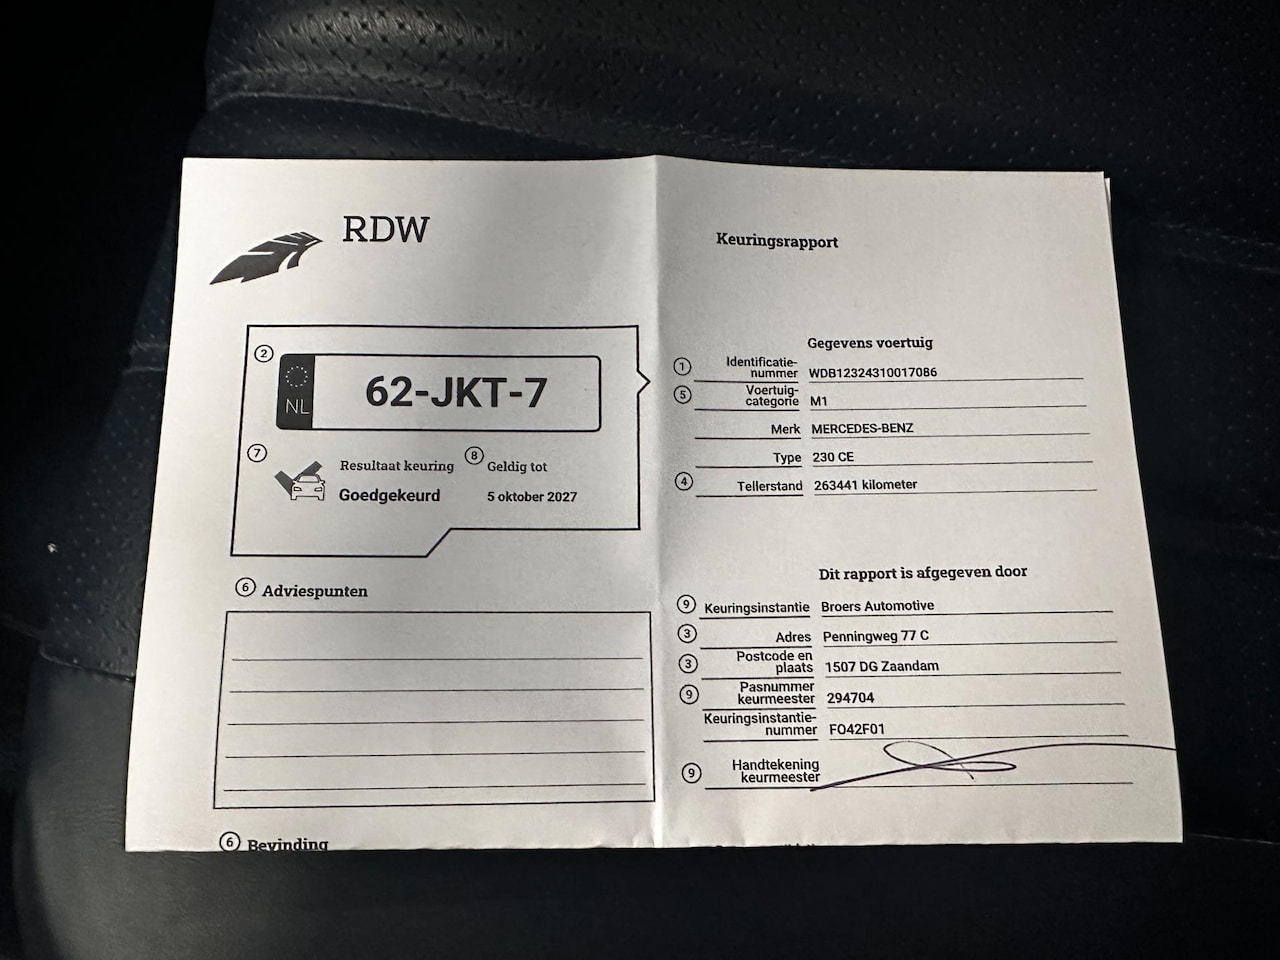 RDW
Keuringsrapport
2
NL
62-JKT-7
7
Resultaat keuring
Goedgekeurd
8
Geldig tot
5 oktober 2027
6 Adviespunten
6 Bevinding
Gegevens voertuig
1 Identificatie-
nummer WDB12324310017086
5 Voertuig-
categorie M1
Merk MERCEDES-BENZ
Type 230 CE
4 Tellerstand 263441 kilometer
Dit rapport is afgegeven door
9 Keuringsinstantie Broers Automotive
3 Adres Penningweg 77 C
3 Postcode en
plaats 1507 DG Zaandam
9 Pasnummer
keurmeester 294704
Keuringsinstantie-
nummer FO42F01
9 Handtekening
keurmeester